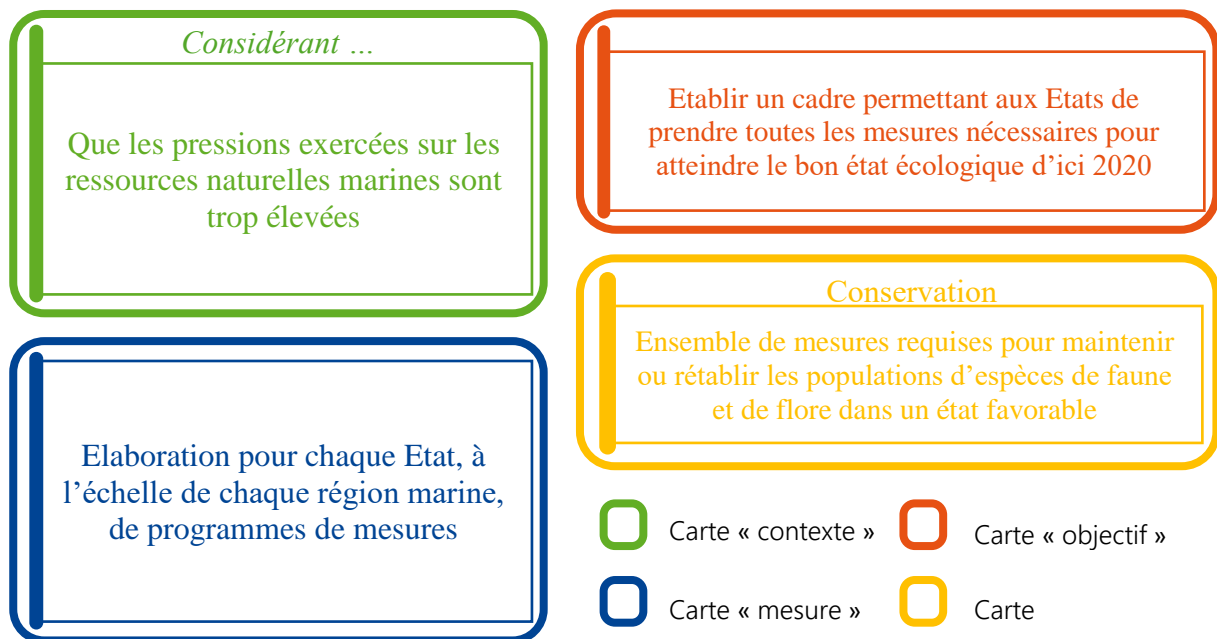 Considérant …
Que les pressions exercées sur les
ressources naturelles marines sont
trop élevées
Etablir un cadre permettant aux Etats de
prendre toutes les mesures nécessaires pour
atteindre le bon état écologique d’ici 2020
Conservation
Ensemble de mesures requises pour maintenir
ou rétablir les populations d’espèces de faune
et de flore dans un état favorable
Elaboration pour chaque Etat, à
l’échelle de chaque région marine,
de programmes de mesures
Carte « contexte »
Carte « objectif »
Carte « mesure »
Carte